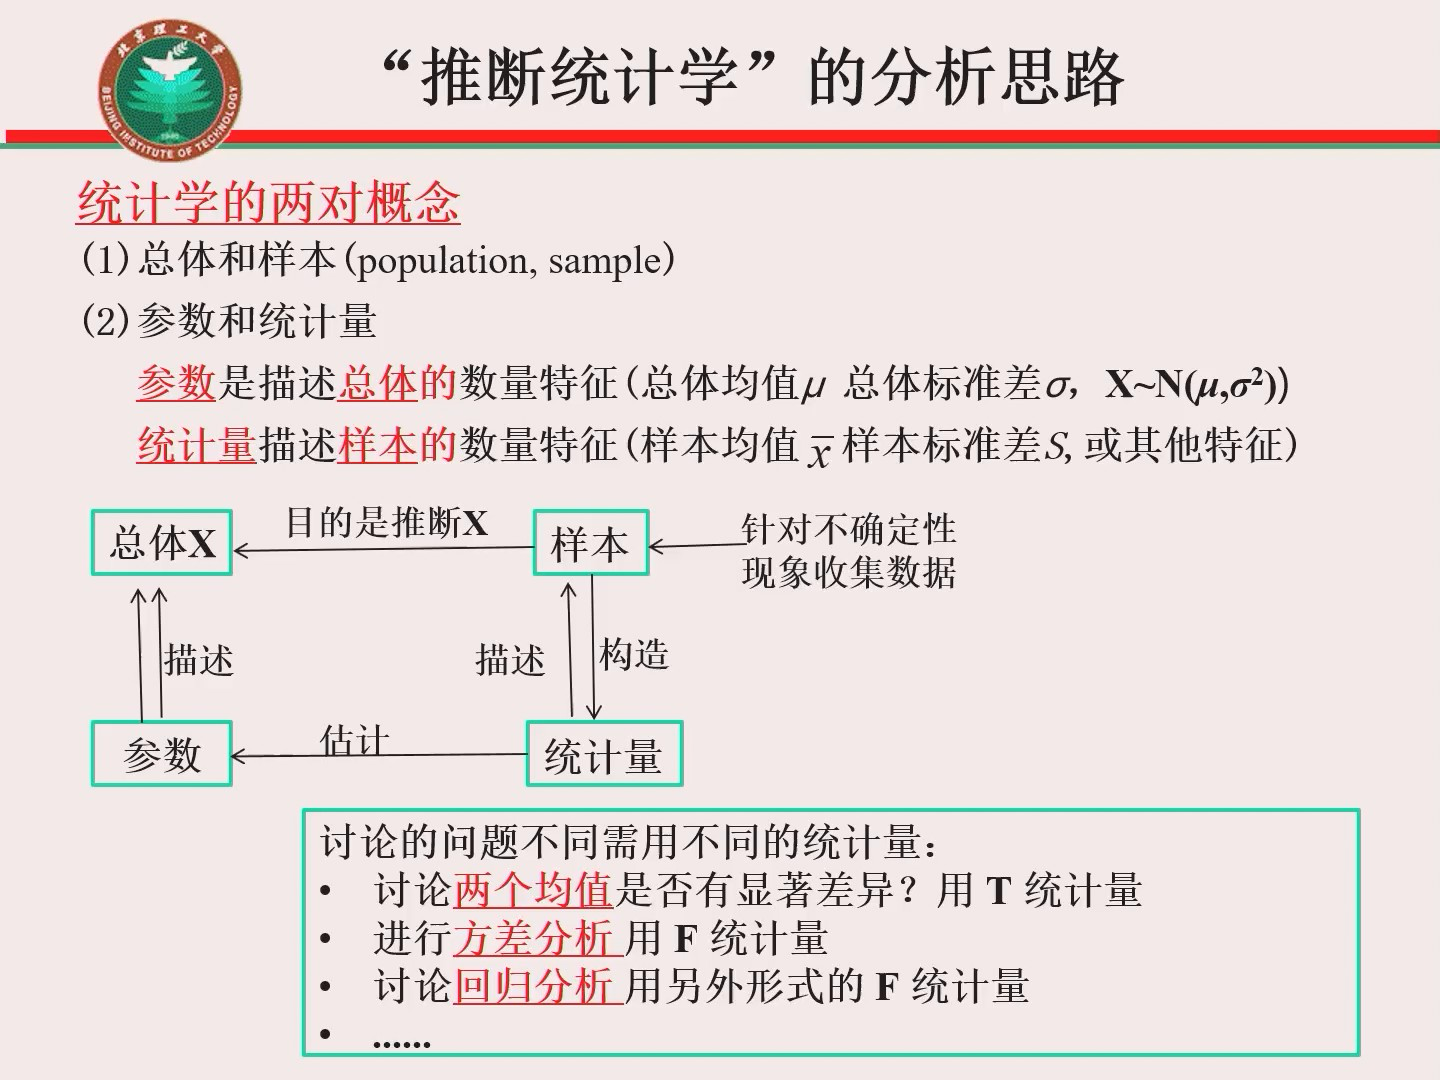 北京理工大学
BEIJING INSTITUTE OF TECHNOLOGY
1940
“推断统计学”的分析思路
统计学的两对概念
(1)总体和样本(population, sample)
(2)参数和统计量
参数是描述总体的数量特征(总体均值μ 总体标准差σ，X~N(μ,σ²))
统计量描述样本的数量特征(样本均值 x̄ 样本标准差S,或其他特征)
总体X
目的是推断X
样本
针对不确定性
现象收集数据
描述
描述
构造
参数
估计
统计量
讨论的问题不同需用不同的统计量：
• 讨论两个均值是否有显著差异？用 T 统计量
• 进行方差分析 用 F 统计量
• 讨论回归分析 用另外形式的 F 统计量
• ......